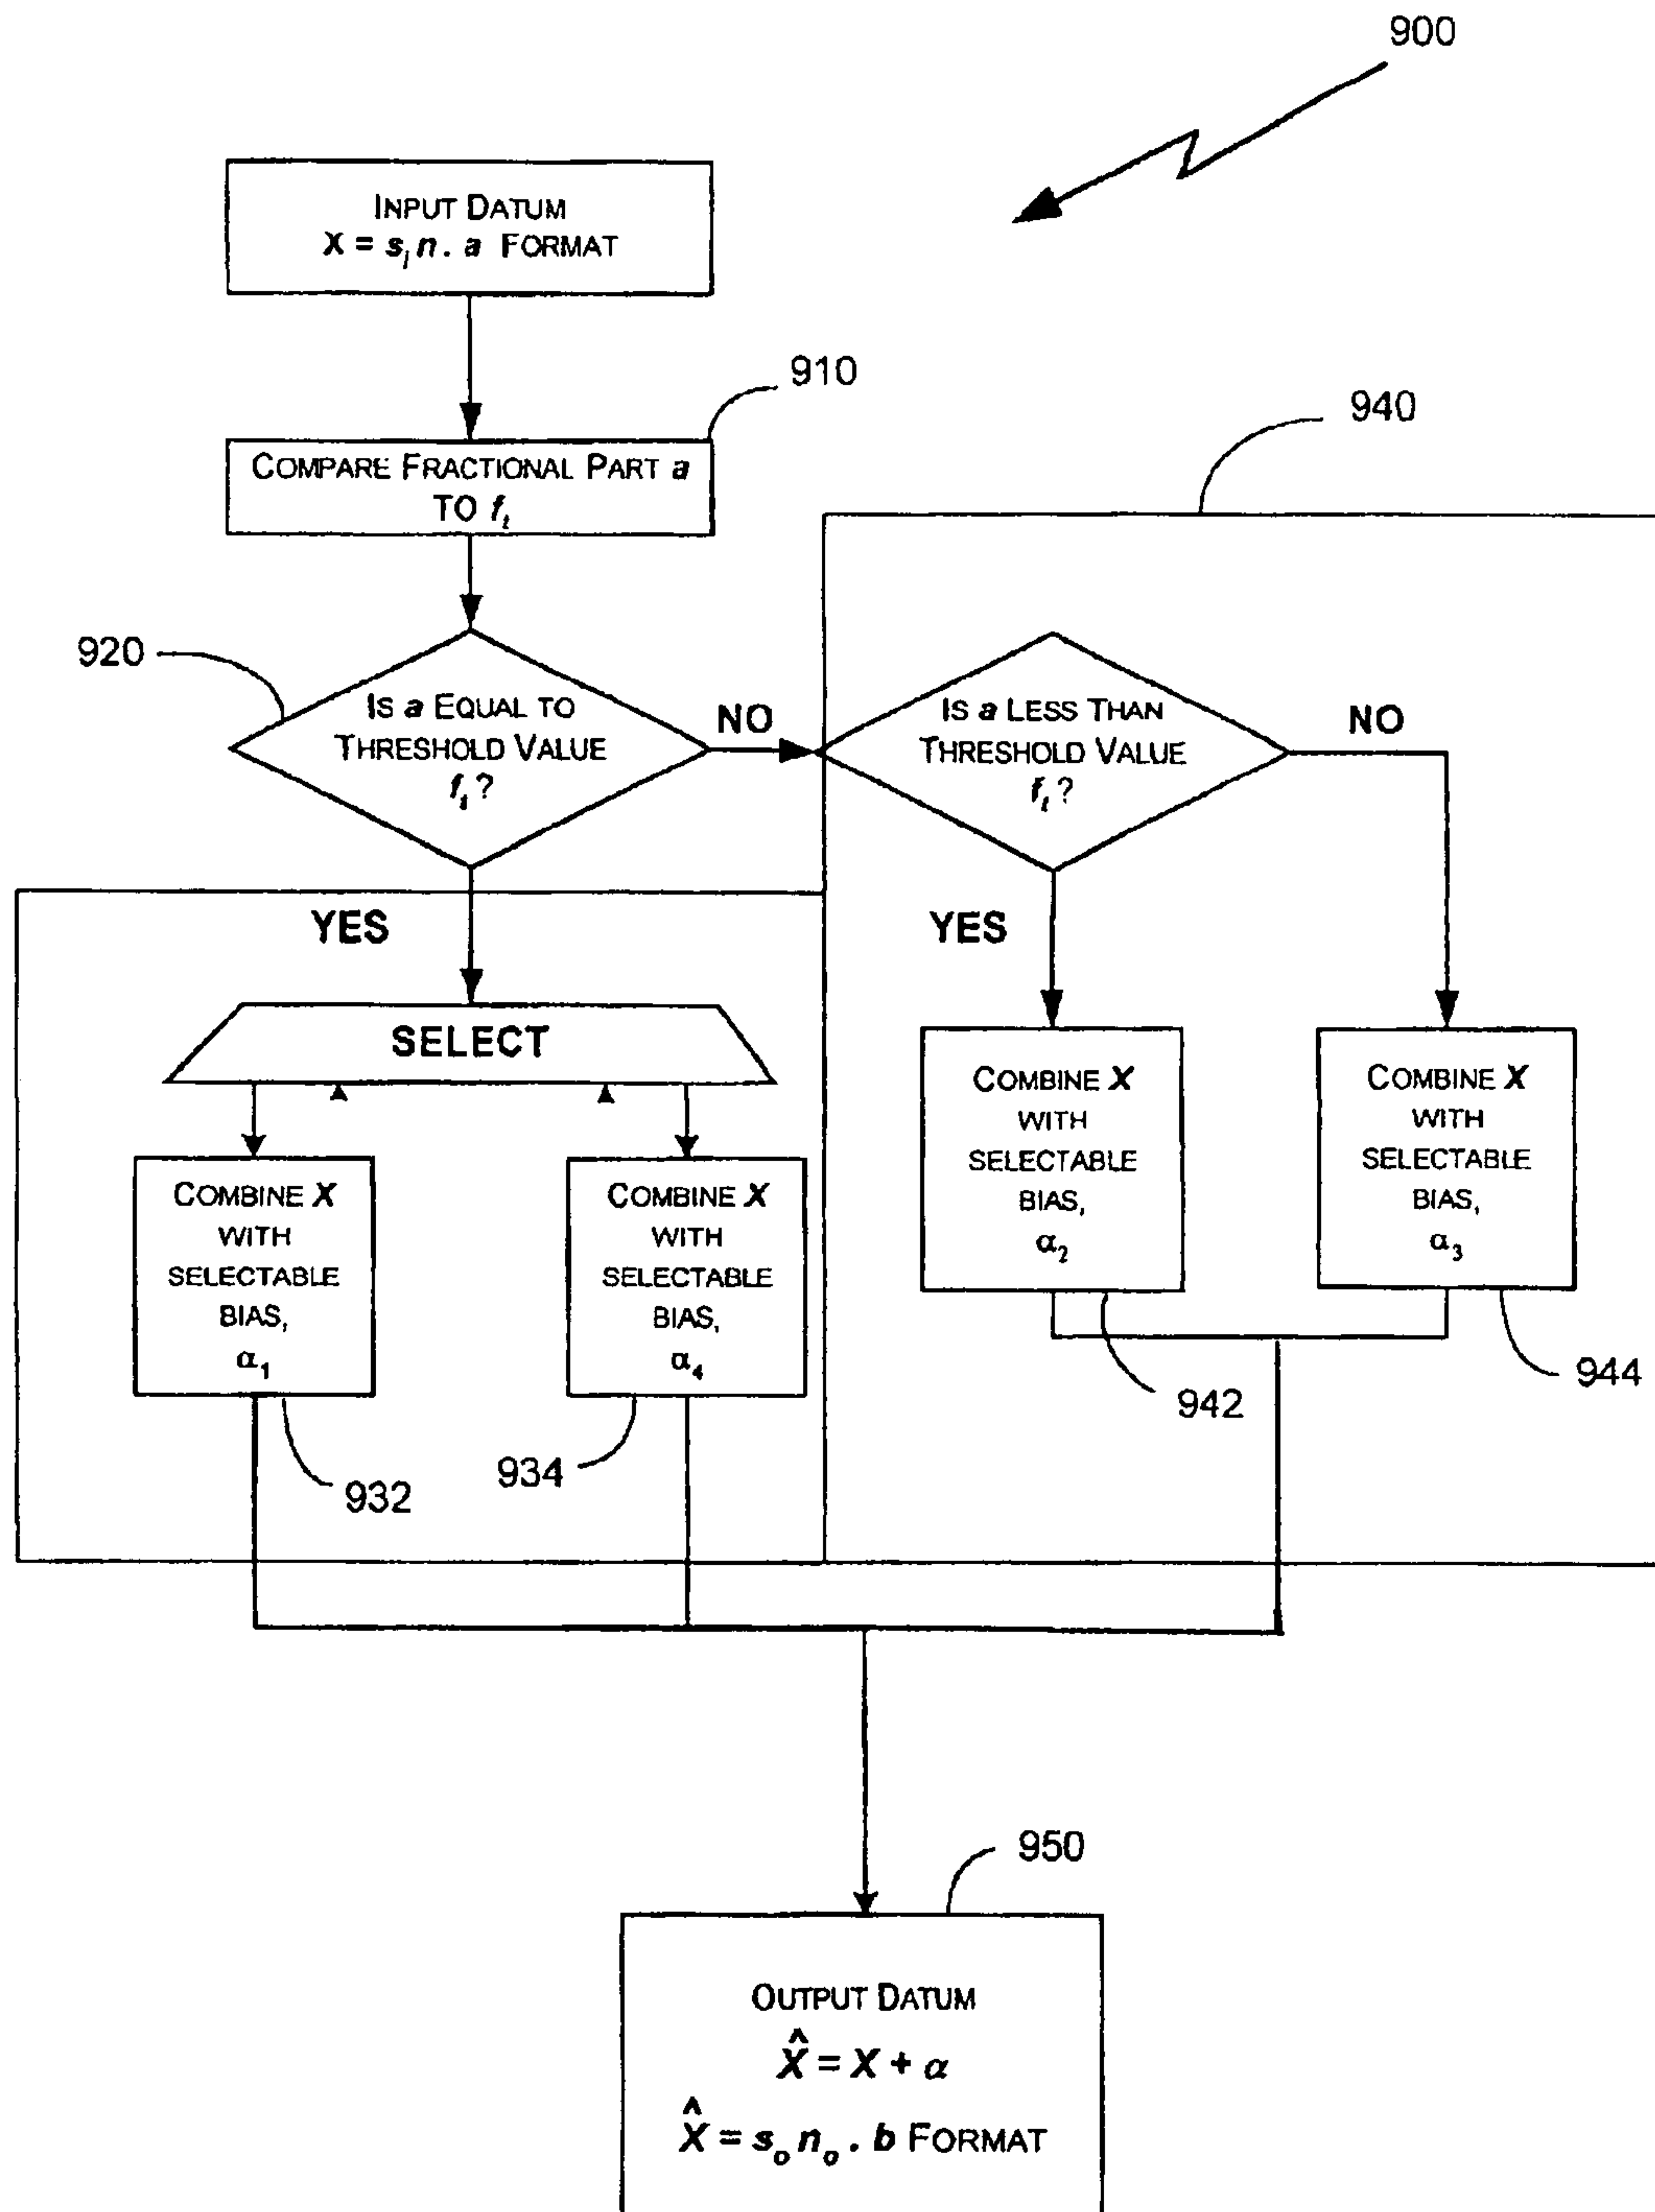 900
INPUT DATUM
X = s_i n . a FORMAT
910
COMPARE FRACTIONAL PART a
TO f_t
940
920
IS a EQUAL TO
THRESHOLD VALUE
f_t ?
NO
IS a LESS THAN
THRESHOLD VALUE
f_t ?
NO
YES
YES
SELECT
COMBINE X
WITH
SELECTABLE
BIAS,
α_1
COMBINE X
WITH
SELECTABLE
BIAS,
α_4
COMBINE X
WITH
SELECTABLE
BIAS,
α_2
COMBINE X
WITH
SELECTABLE
BIAS,
α_3
932
934
942
944
950
OUTPUT DATUM
X̂ = X + α
X̂ = s_o n_o . b FORMAT